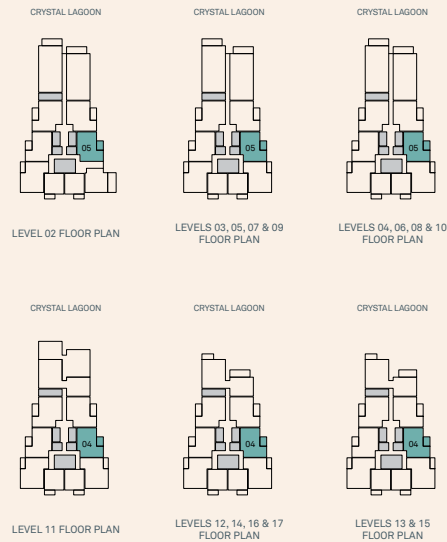 CRYSTAL LAGOON
CRYSTAL LAGOON
CRYSTAL LAGOON
05
05
05
LEVEL 02 FLOOR PLAN
LEVELS 03, 05, 07 & 09
FLOOR PLAN
LEVELS 04, 06, 08 & 10
FLOOR PLAN
CRYSTAL LAGOON
CRYSTAL LAGOON
CRYSTAL LAGOON
04
04
04
LEVEL 11 FLOOR PLAN
LEVELS 12, 14, 16 & 17
FLOOR PLAN
LEVELS 13 & 15
FLOOR PLAN